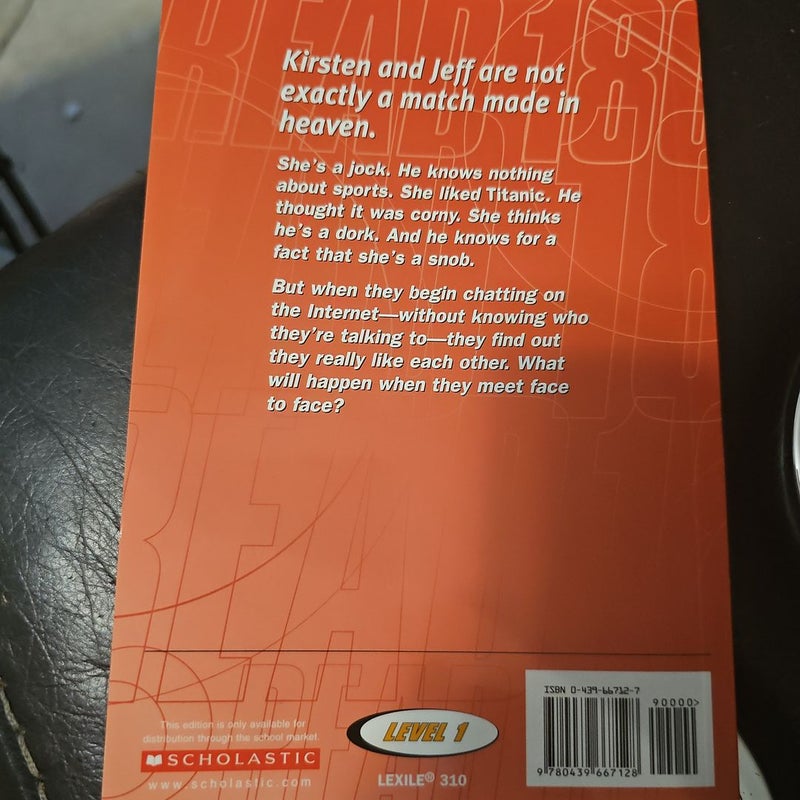 READ 180
Kirsten and Jeff are not
exactly a match made in
heaven.
She's a jock. He knows nothing
about sports. She liked Titanic. He
thought it was corny. She thinks
he's a dork. And he knows for a
fact that she's a snob.
But when they begin chatting on
the Internet—without knowing who
they're talking to—they find out
they really like each other. What
will happen when they meet face
to face?
This edition is only available for
distribution through the school market.
SCHOLASTIC
www.scholastic.com
LEVEL 1
LEXILE® 310
ISBN 0-439-66712-7
90000>
9 780439 667128